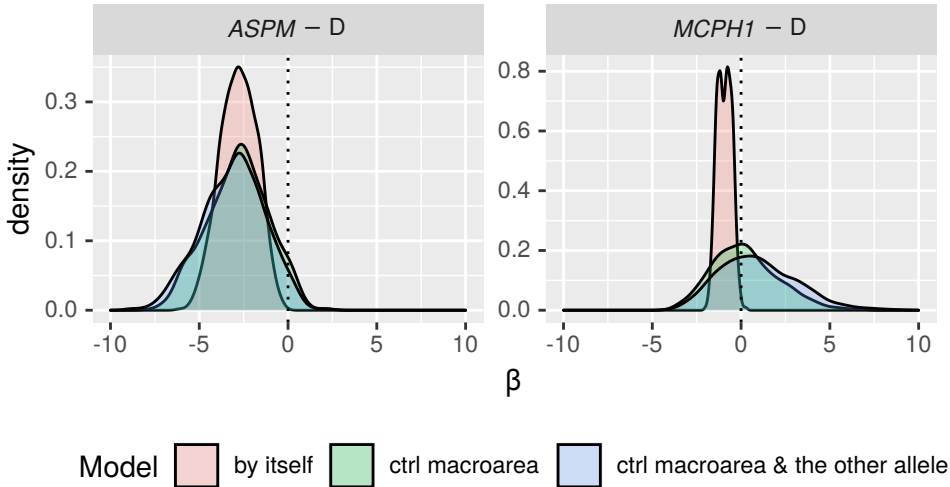 ASPM – D
MCPH1 – D
density
0.3
0.2
0.1
0.0
0.8
0.6
0.4
0.2
0.0
-10 -5 0 5 10
-10 -5 0 5 10
β
Model by itself ctrl macroarea ctrl macroarea & the other allele